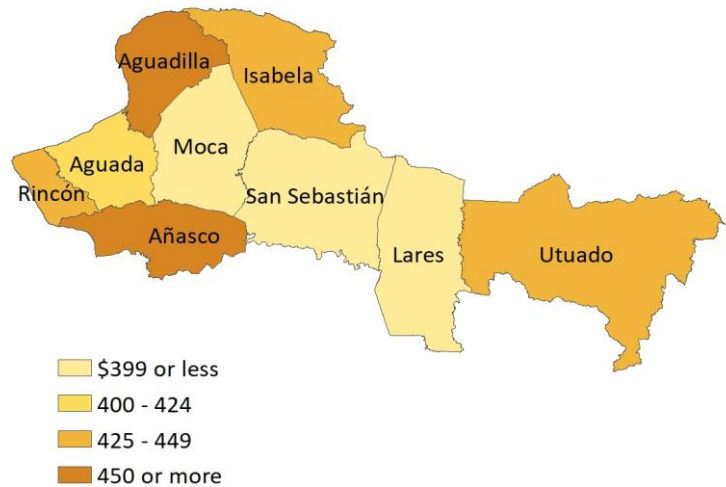 Aguadilla
Isabela
Moca
Aguada
Rincón
San Sebastián
Añasco
Lares
Utuado
$399 or less
400 - 424
425 - 449
450 or more